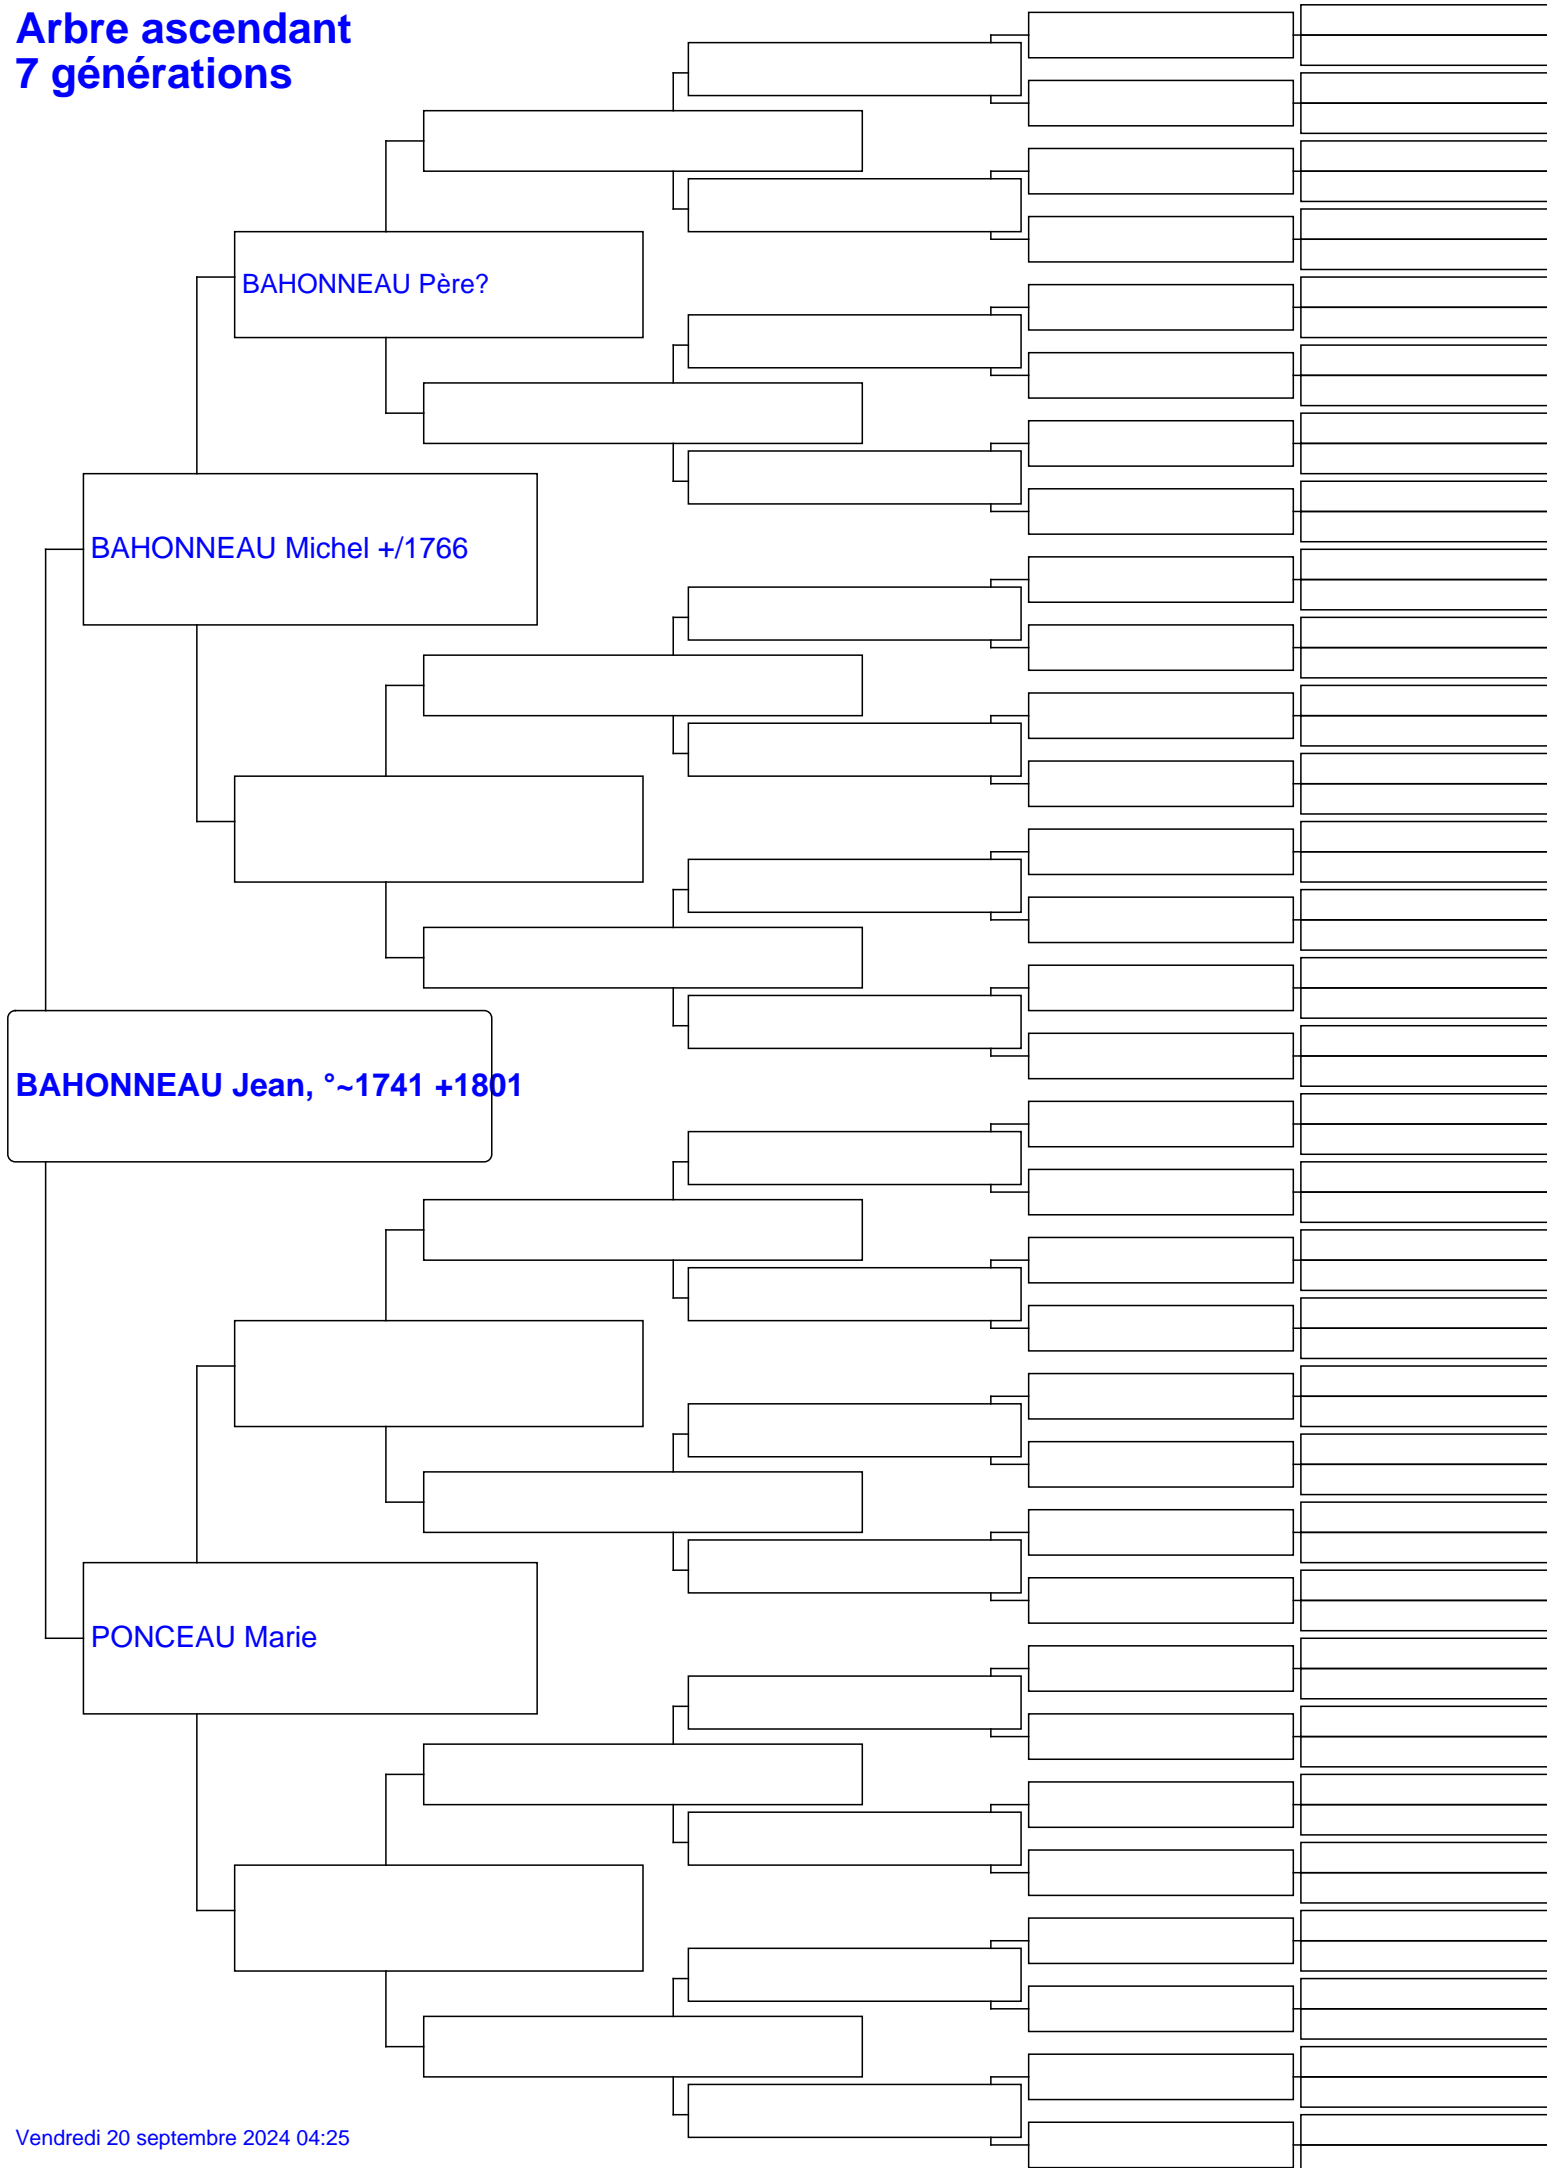 Arbre ascendant
7 générations
BAHONNEAU Père?
BAHONNEAU Michel +/1766
BAHONNEAU Jean, °~1741 +1801
PONCEAU Marie
Vendredi 20 septembre 2024 04:25